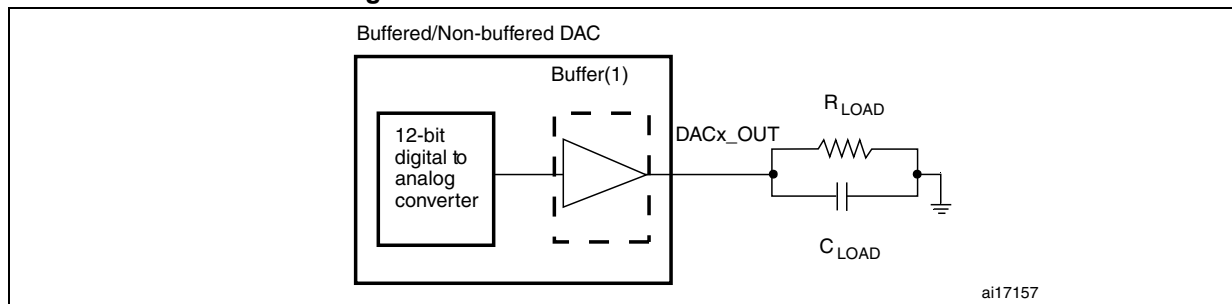 Buffered/Non-buffered DAC
Buffer(1)
12-bit
digital to
analog
converter
DACx_OUT
R LOAD
C LOAD
ai17157